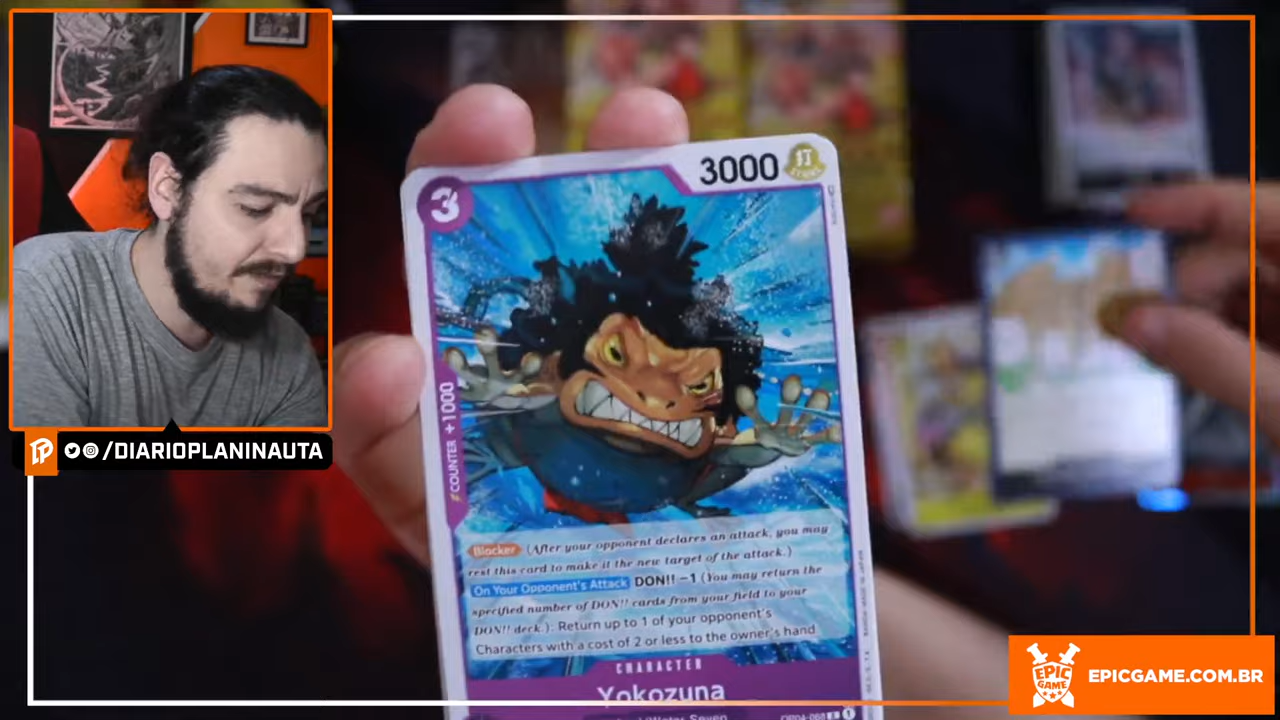 3
3000
打
COUNTER +1000
Blocker (After your opponent declares an attack, you may
rest this card to make it the new target of the attack.)
On Your Opponent's Attack DON!! −1 (You may return the
specified number of DON!! cards from your field to your
DON!! deck.): Return up to 1 of your opponent's
Characters with a cost of 2 or less to the owner's hand
CHARACTER
Yokozuna
Water Seven
/DIARIOPLANINAUTA
EPIC
GAME
EPICGAME.COM.BR